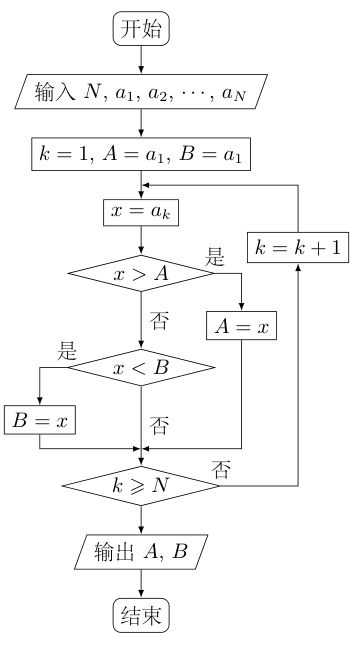 开始
输入 N, a₁, a₂, ⋯, a_N
k = 1, A = a₁, B = a₁
x = a_k
k = k + 1
x > A
是
否
A = x
x < B
是
否
B = x
k ⩾ N
否
输出 A, B
结束